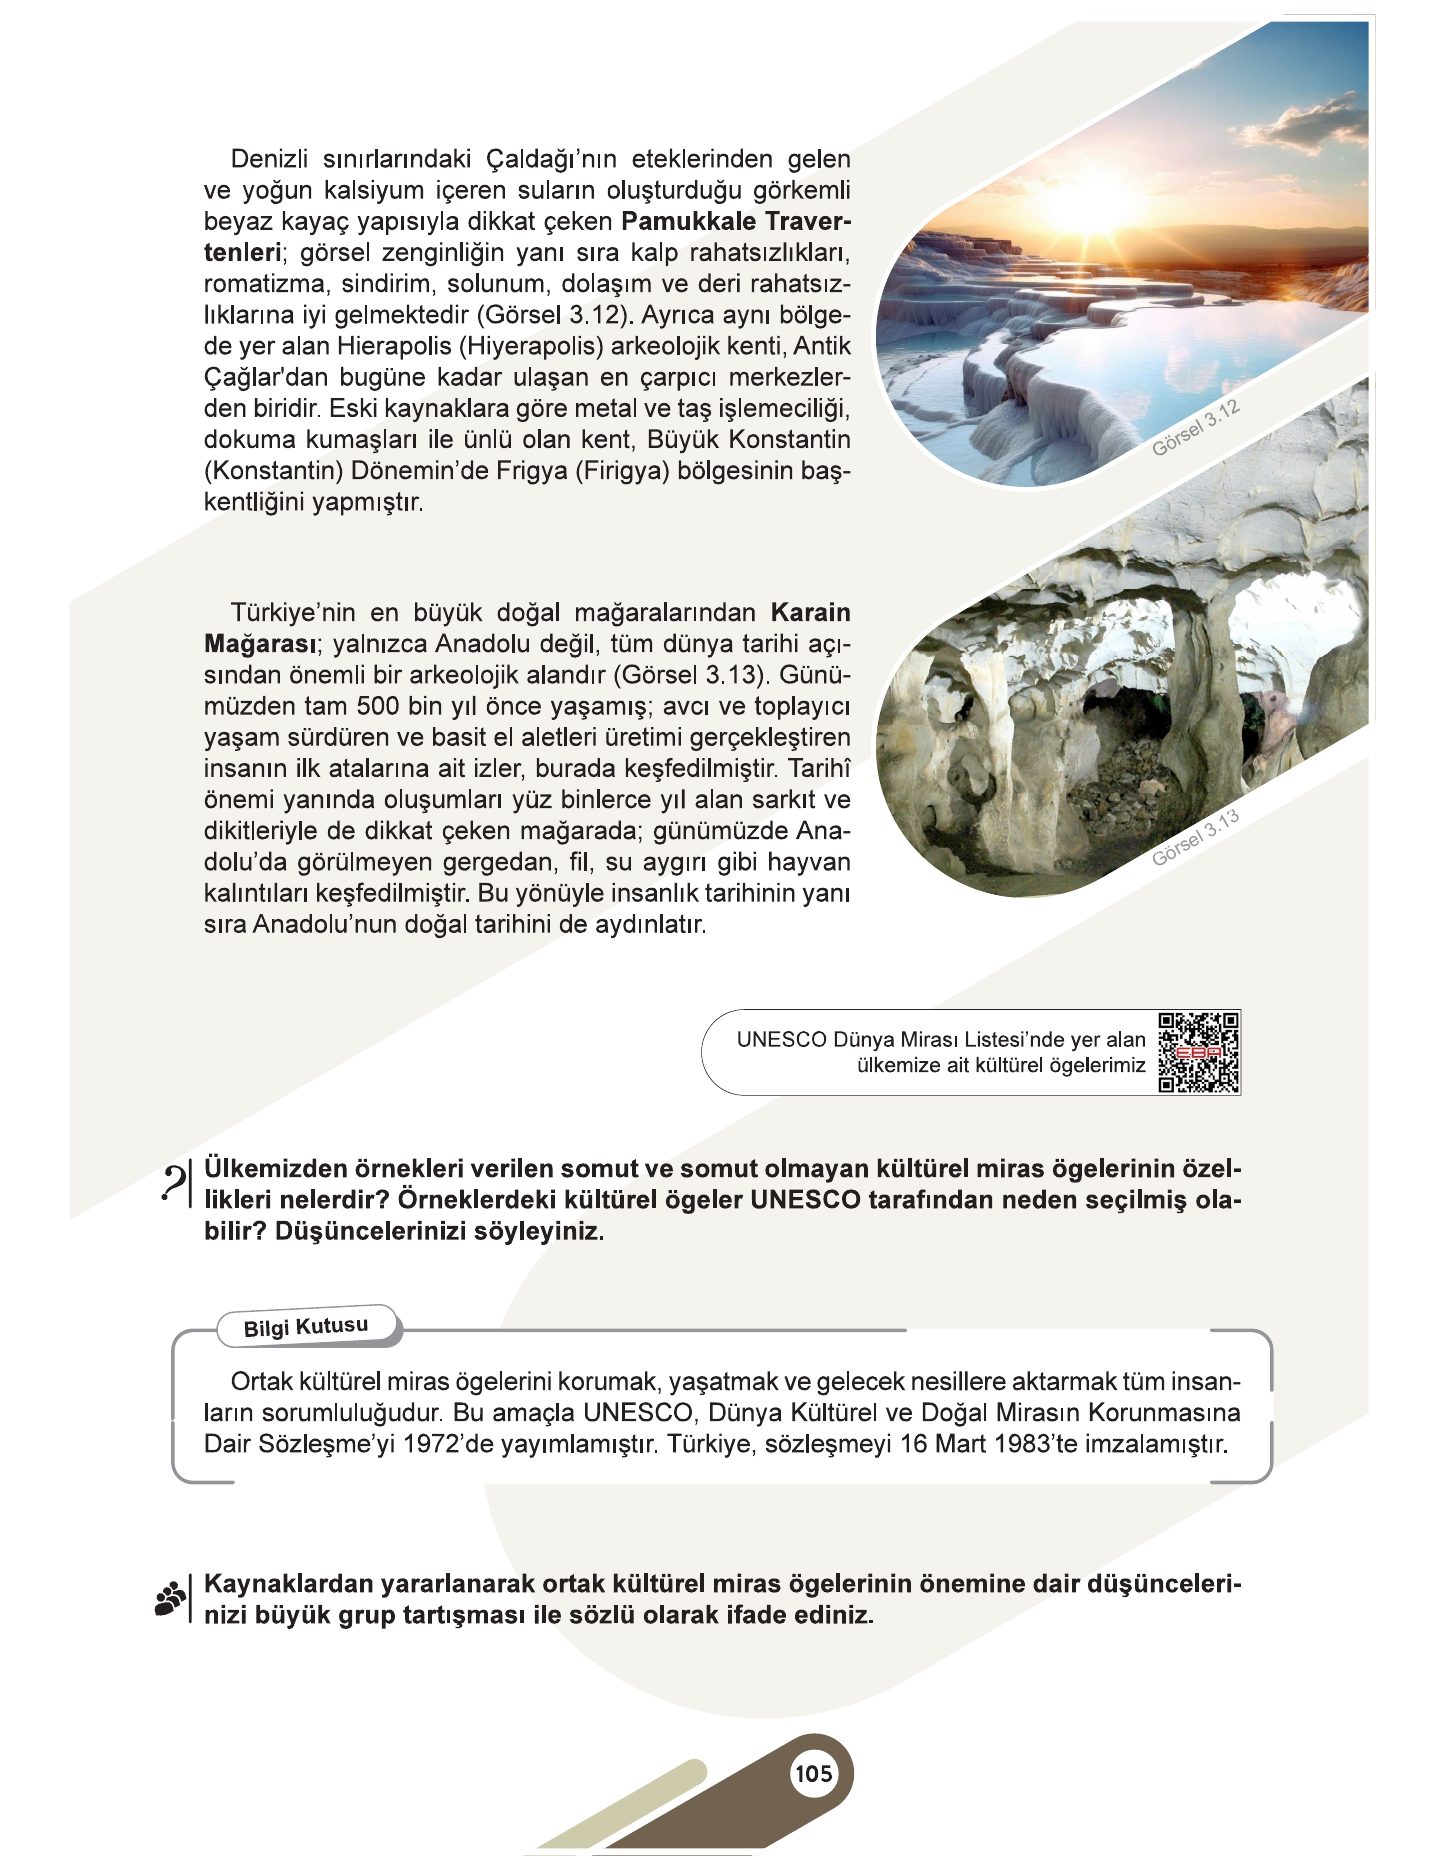 Denizli sınırlarındaki Çaldağı’nın eteklerinden gelen
ve yoğun kalsiyum içeren suların oluşturduğu görkemli
beyaz kayaç yapısıyla dikkat çeken Pamukkale Traver-
tenleri; görsel zenginliğin yanı sıra kalp rahatsızlıkları,
romatizma, sindirim, solunum, dolaşım ve deri rahatsız-
lıklarına iyi gelmektedir (Görsel 3.12). Ayrıca aynı bölge-
de yer alan Hierapolis (Hiyerapolis) arkeolojik kenti, Antik
Çağlar'dan bugüne kadar ulaşan en çarpıcı merkezler-
den biridir. Eski kaynaklara göre metal ve taş işlemeciliği,
dokuma kumaşları ile ünlü olan kent, Büyük Konstantin
(Konstantin) Dönemin’de Frigya (Firigya) bölgesinin baş-
kentliğini yapmıştır.
Görsel 3.12
Türkiye’nin en büyük doğal mağaralarından Karain
Mağarası; yalnızca Anadolu değil, tüm dünya tarihi açı-
sından önemli bir arkeolojik alandır (Görsel 3.13). Günü-
müzden tam 500 bin yıl önce yaşamış; avcı ve toplayıcı
yaşam sürdüren ve basit el aletleri üretimi gerçekleştiren
insanın ilk atalarına ait izler, burada keşfedilmiştir. Tarihî
önemi yanında oluşumları yüz binlerce yıl alan sarkıt ve
dikitleriyle de dikkat çeken mağarada; günümüzde Ana-
dolu’da görülmeyen gergedan, fil, su aygırı gibi hayvan
kalıntıları keşfedilmiştir. Bu yönüyle insanlık tarihinin yanı
sıra Anadolu’nun doğal tarihini de aydınlatır.
Görsel 3.13
UNESCO Dünya Mirası Listesi’nde yer alan
ülkemize ait kültürel ögelerimiz
EBA
?
Ülkemizden örnekleri verilen somut ve somut olmayan kültürel miras ögelerinin özel-
likleri nelerdir? Örneklerdeki kültürel ögeler UNESCO tarafından neden seçilmiş ola-
bilir? Düşüncelerinizi söyleyiniz.
Bilgi Kutusu
Ortak kültürel miras ögelerini korumak, yaşatmak ve gelecek nesillere aktarmak tüm insan-
ların sorumluluğudur. Bu amaçla UNESCO, Dünya Kültürel ve Doğal Mirasın Korunmasına
Dair Sözleşme’yi 1972’de yayımlamıştır. Türkiye, sözleşmeyi 16 Mart 1983’te imzalamıştır.
Kaynaklardan yararlanarak ortak kültürel miras ögelerinin önemine dair düşünceleri-
nizi büyük grup tartışması ile sözlü olarak ifade ediniz.
105